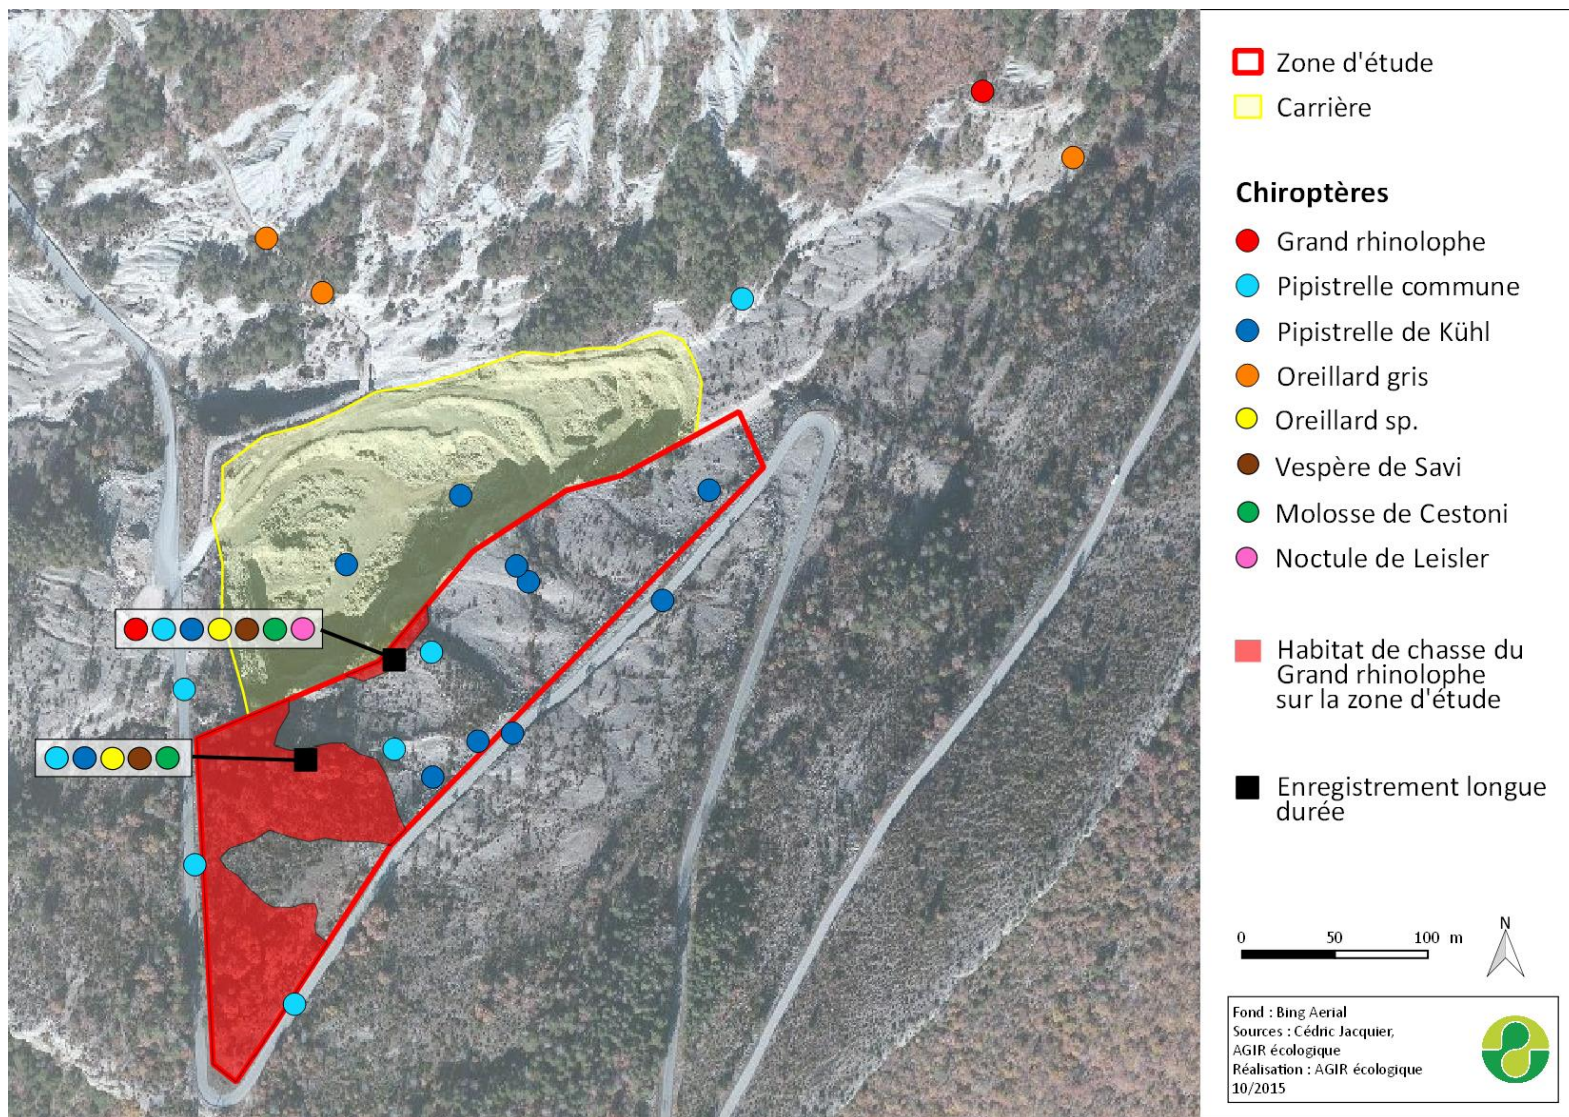 Zone d'étude
Carrière
Chiroptères
Grand rhinolophe
Pipistrelle commune
Pipistrelle de Kühl
Oreillard gris
Oreillard sp.
Vespère de Savi
Molosse de Cestoni
Noctule de Leisler
Habitat de chasse du
Grand rhinolophe
sur la zone d'étude
Enregistrement longue
durée
0 50 100 m
N
Fond : Bing Aerial
Sources : Cédric Jacquier,
AGIR écologique
Réalisation : AGIR écologique
10/2015